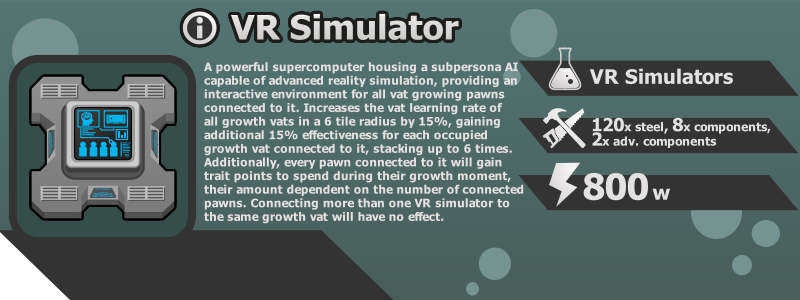 VR Simulator
A powerful supercomputer housing a subpersona AI
capable of advanced reality simulation, providing an
interactive environment for all vat growing pawns
connected to it. Increases the vat learning rate of
all growth vats in a 6 tile radius by 15%, gaining
additional 15% effectiveness for each occupied
growth vat connected to it, stacking up to 6 times.
Additionally, every pawn connected to it will gain
trait points to spend during their growth moment,
their amount dependent on the number of connected
pawns. Connecting more than one VR simulator to
the same growth vat will have no effect.
VR Simulators
120x steel, 8x components,
2x adv. components
800 w